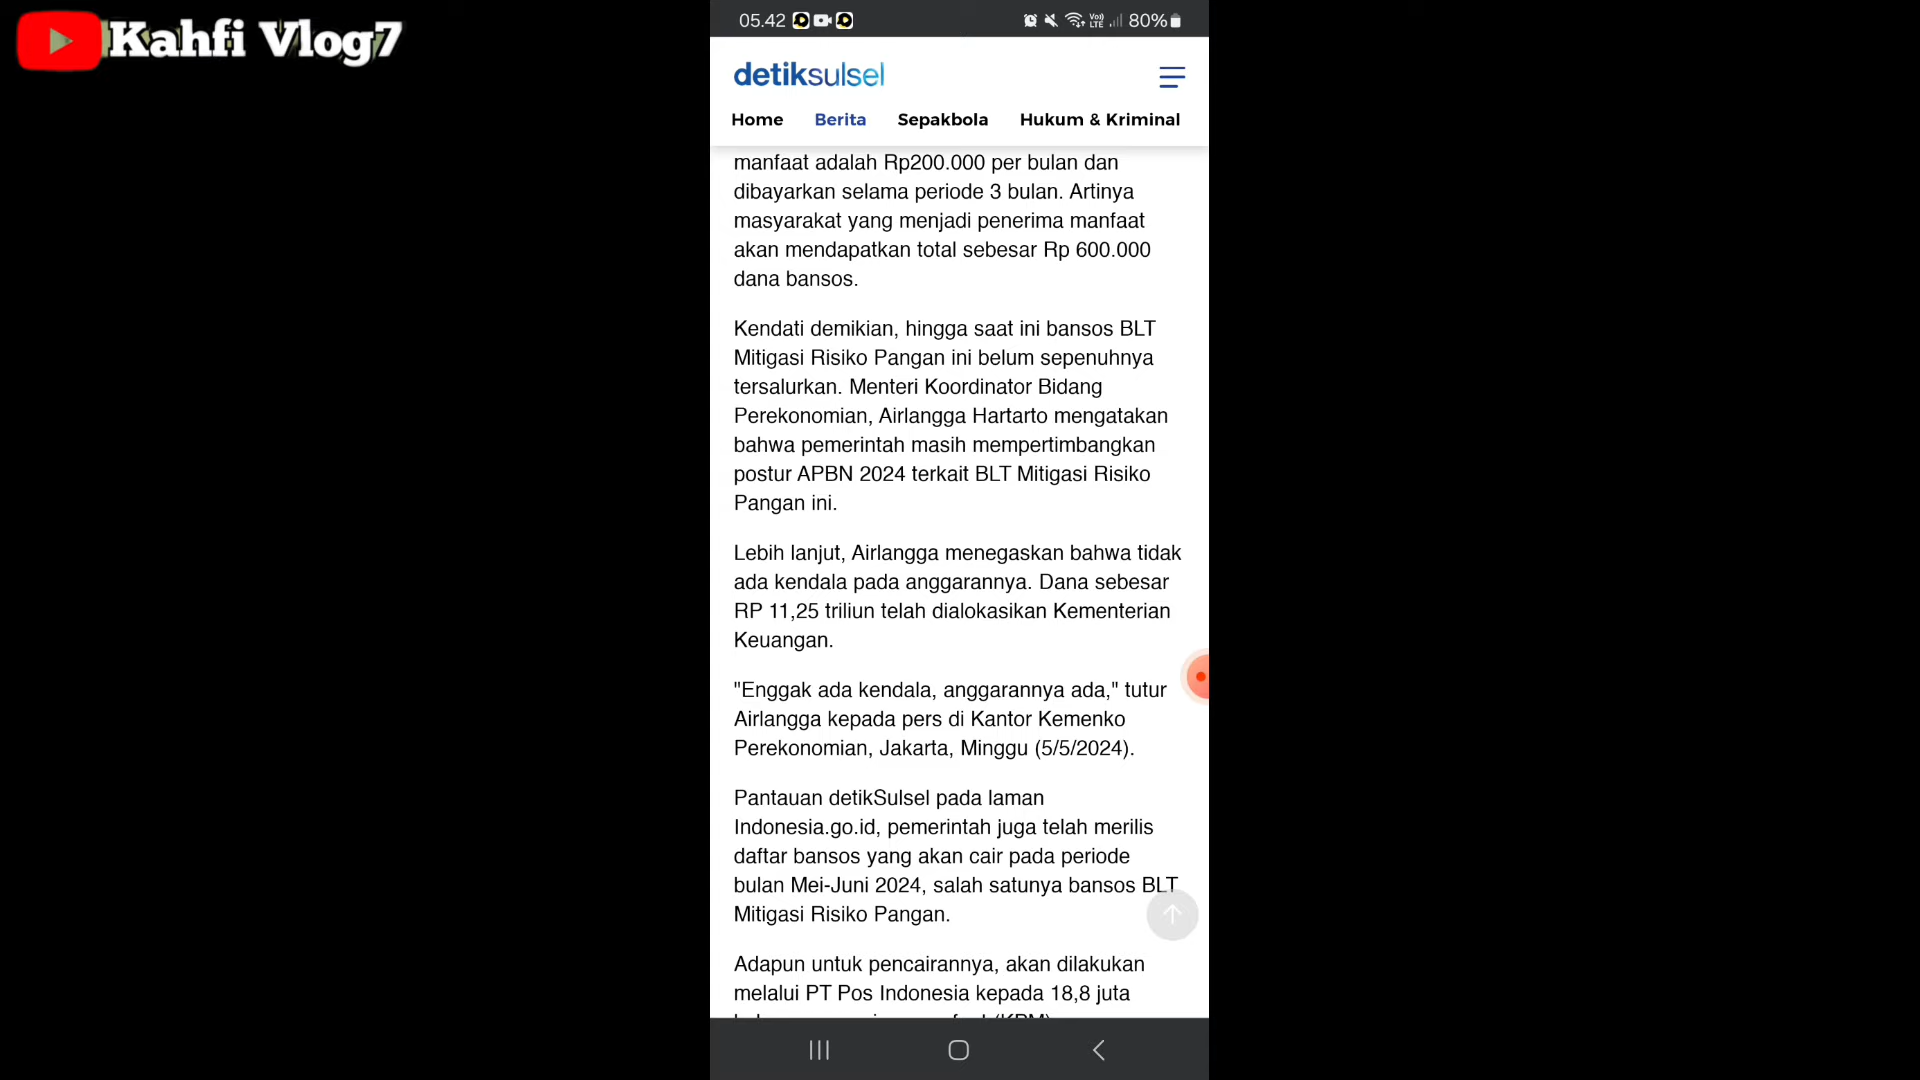 Kahfi Vlog7
05.42
80%
detiksulsel
Home Berita Sepakbola Hukum & Kriminal
manfaat adalah Rp200.000 per bulan dan
dibayarkan selama periode 3 bulan. Artinya
masyarakat yang menjadi penerima manfaat
akan mendapatkan total sebesar Rp 600.000
dana bansos.
Kendati demikian, hingga saat ini bansos BLT
Mitigasi Risiko Pangan ini belum sepenuhnya
tersalurkan. Menteri Koordinator Bidang
Perekonomian, Airlangga Hartarto mengatakan
bahwa pemerintah masih mempertimbangkan
postur APBN 2024 terkait BLT Mitigasi Risiko
Pangan ini.
Lebih lanjut, Airlangga menegaskan bahwa tidak
ada kendala pada anggarannya. Dana sebesar
RP 11,25 triliun telah dialokasikan Kementerian
Keuangan.
"Enggak ada kendala, anggarannya ada," tutur
Airlangga kepada pers di Kantor Kemenko
Perekonomian, Jakarta, Minggu (5/5/2024).
Pantauan detikSulsel pada laman
Indonesia.go.id, pemerintah juga telah merilis
daftar bansos yang akan cair pada periode
bulan Mei-Juni 2024, salah satunya bansos BLT
Mitigasi Risiko Pangan.
Adapun untuk pencairannya, akan dilakukan
melalui PT Pos Indonesia kepada 18,8 juta